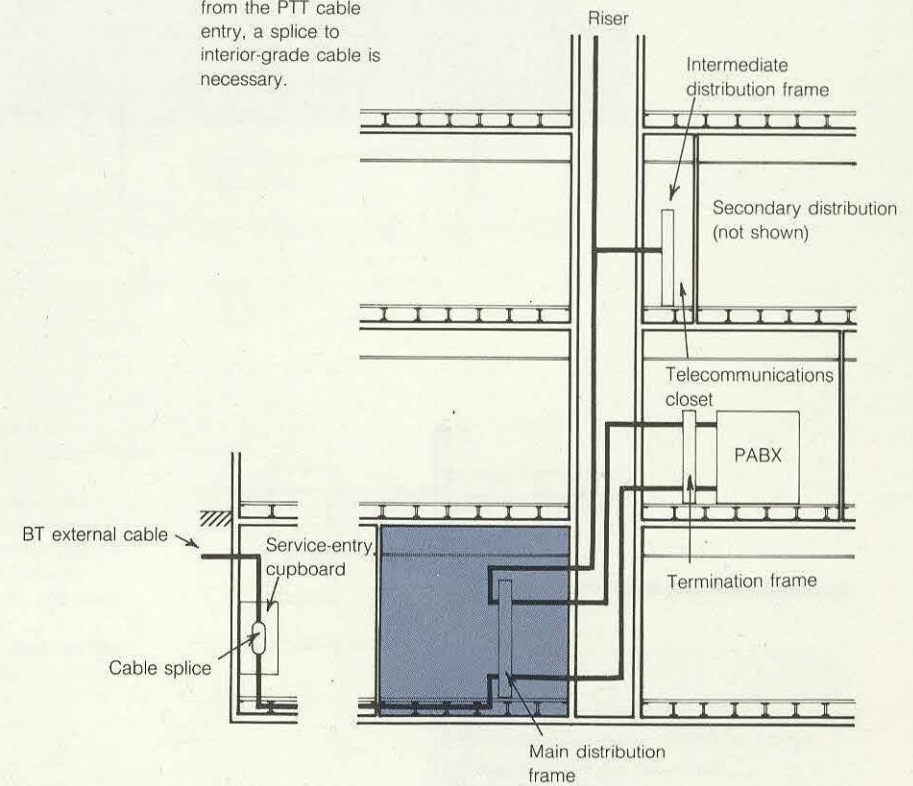 from the PTT cable
entry, a splice to
interior-grade cable is
necessary.
Riser
Intermediate
distribution frame
Secondary distribution
(not shown)
Telecommunications
closet
PABX
BT external cable
Service-entry
cupboard
Termination frame
Cable splice
Main distribution
frame